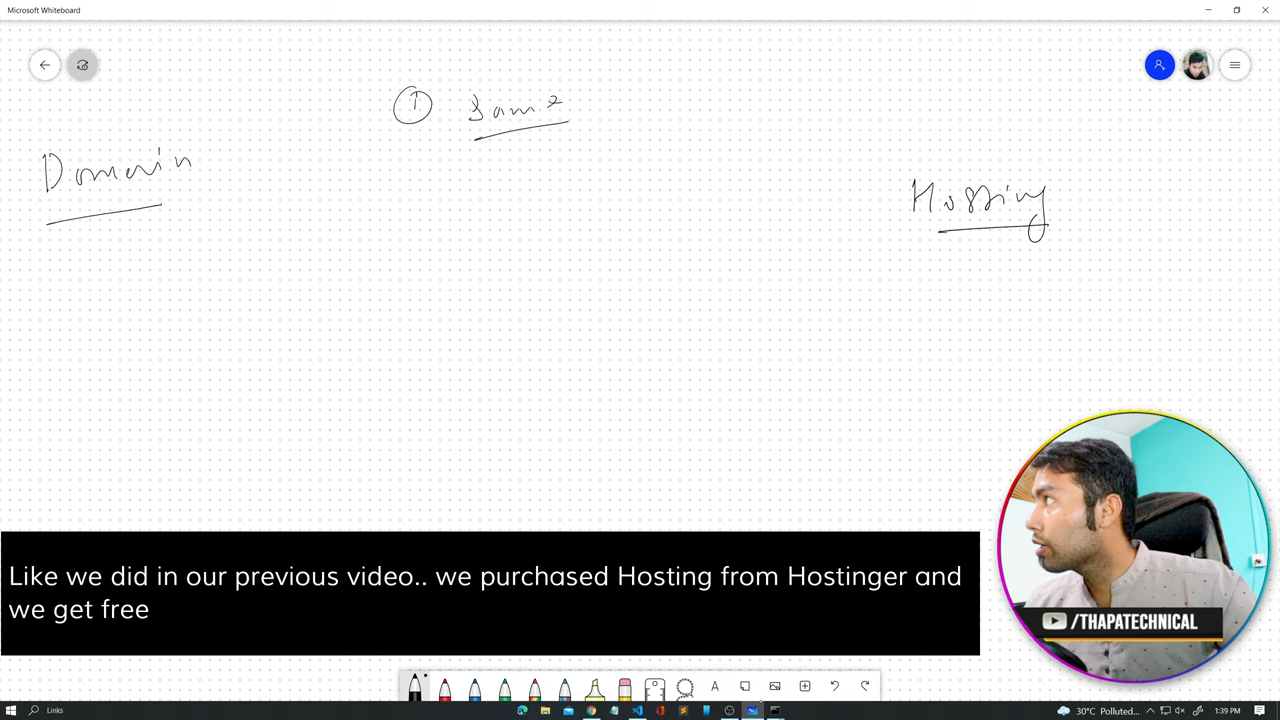 Microsoft Whiteboard
①
Domain
Hosting
Like we did in our previous video.. we purchased Hosting from Hostinger and
we get free
/THAPATECHNICAL
A
Links
30°C Polluted...
1:39 PM